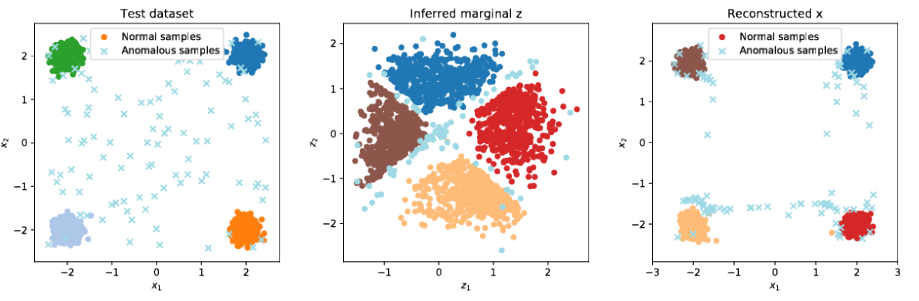 Test dataset
Normal samples
Anomalous samples
2
1
0
−1
−2
x2
−2
−1
0
1
2
x1
Inferred marginal z
2
1
0
−1
−2
z2
−1
0
1
2
z1
Reconstructed x
Normal samples
Anomalous samples
2
1
0
−1
−2
x2
−3
−2
−1
0
1
2
3
x1